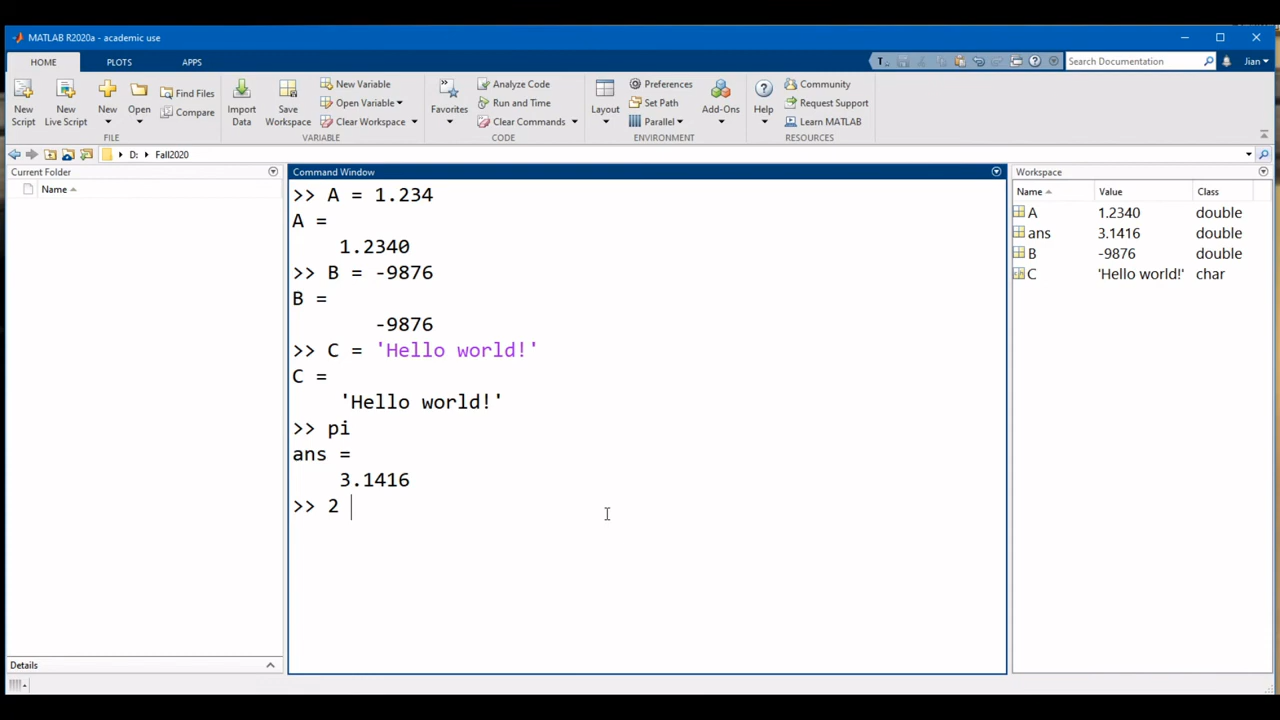 MATLAB R2020a - academic use
HOME PLOTS APPS
Search Documentation
Jian
New Script
New Live Script
New
Open
Find Files
Compare
FILE
Import Data
Save Workspace
New Variable
Open Variable
Clear Workspace
VARIABLE
Favorites
Analyze Code
Run and Time
Clear Commands
CODE
Layout
Preferences
Set Path
Parallel
Add-Ons
ENVIRONMENT
Help
Community
Request Support
Learn MATLAB
RESOURCES
D: Fall2020
Current Folder
Name
Details
Command Window
>> A = 1.234
A =
1.2340
>> B = -9876
B =
-9876
>> C = 'Hello world!'
C =
'Hello world!'
>> pi
ans =
3.1416
>> 2
Workspace
Name Value Class
A 1.2340 double
ans 3.1416 double
B -9876 double
C 'Hello world!' char